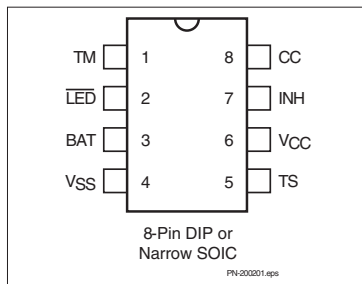 TM 1 8 CC
LED 2 7 INH
BAT 3 6 VCC
VSS 4 5 TS
8-Pin DIP or
Narrow SOIC
PN-200201.eps